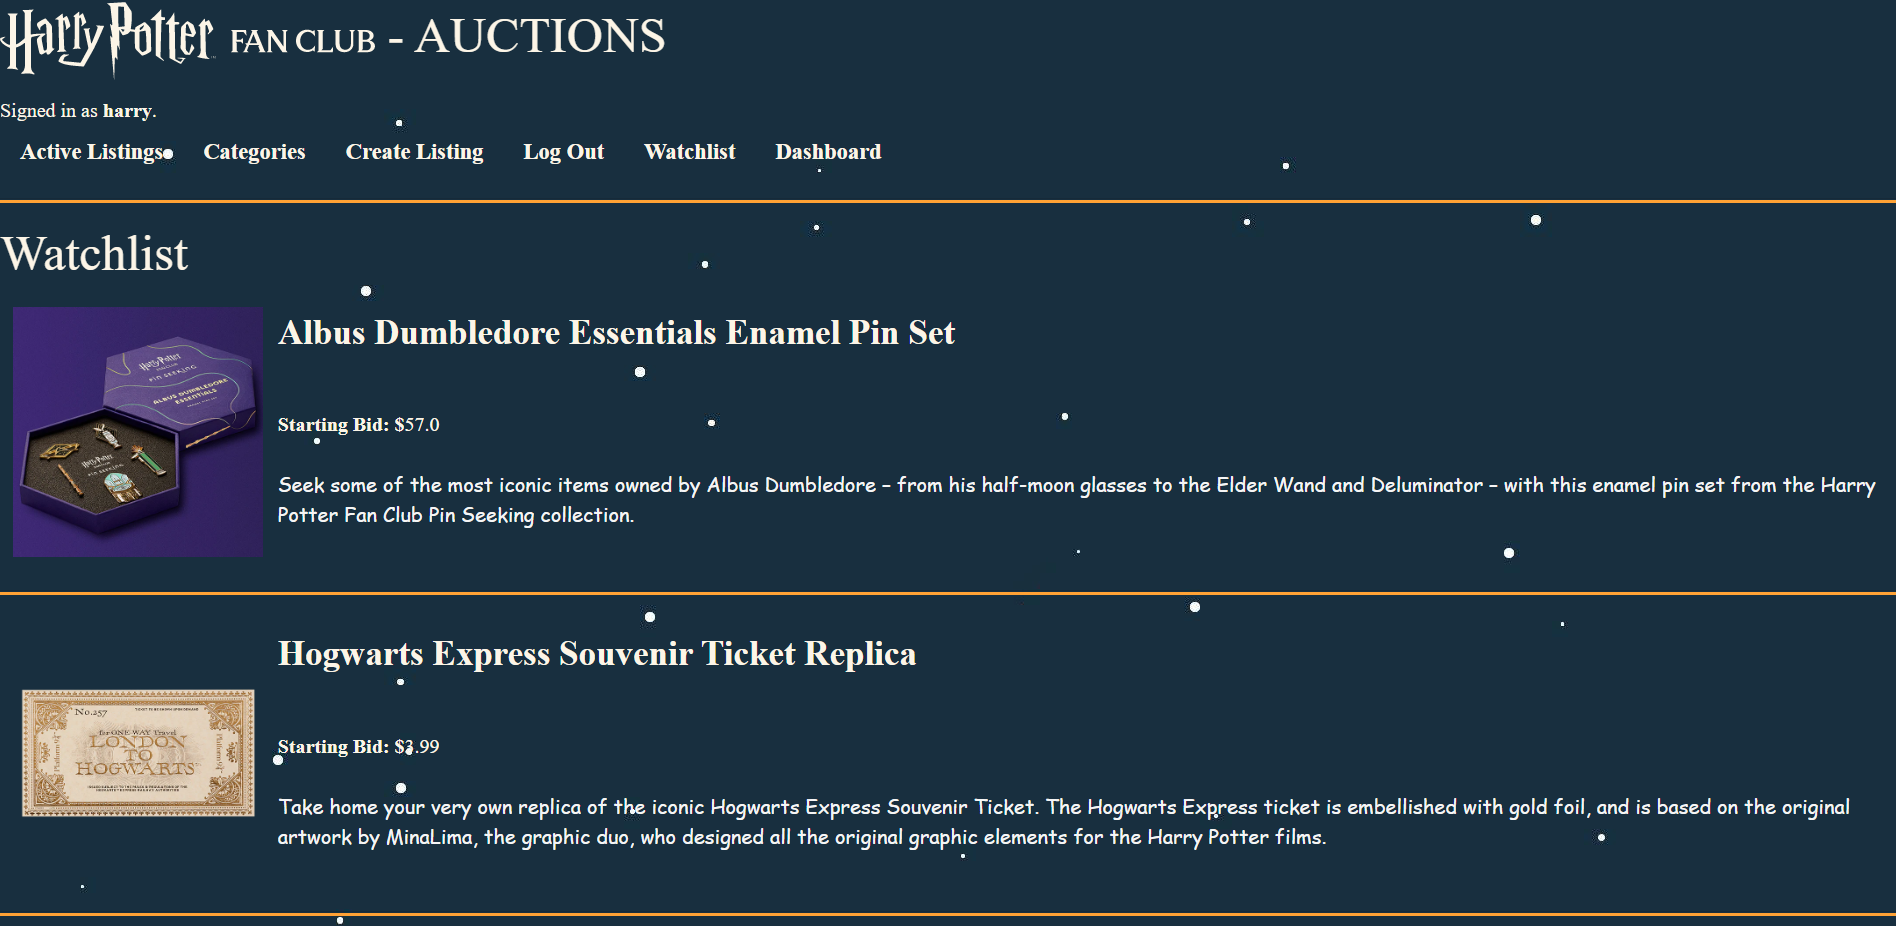 Harry Potter FAN CLUB - AUCTIONS
Signed in as harry.
Active Listings Categories Create Listing Log Out Watchlist Dashboard
Watchlist
Albus Dumbledore Essentials Enamel Pin Set
Harry Potter
PIN SEEKING
ALBUS DUMBLEDORE
ESSENTIALS
Harry Potter
PIN SEEKING
Starting Bid: $57.0
Seek some of the most iconic items owned by Albus Dumbledore – from his half-moon glasses to the Elder Wand and Deluminator – with this enamel pin set from the Harry
Potter Fan Club Pin Seeking collection.
Hogwarts Express Souvenir Ticket Replica
No.257
for ONE WAY Travel
LONDON
TO
HOGWARTS
Starting Bid: $3.99
Take home your very own replica of the iconic Hogwarts Express Souvenir Ticket. The Hogwarts Express ticket is embellished with gold foil, and is based on the original
artwork by MinaLima, the graphic duo, who designed all the original graphic elements for the Harry Potter films.